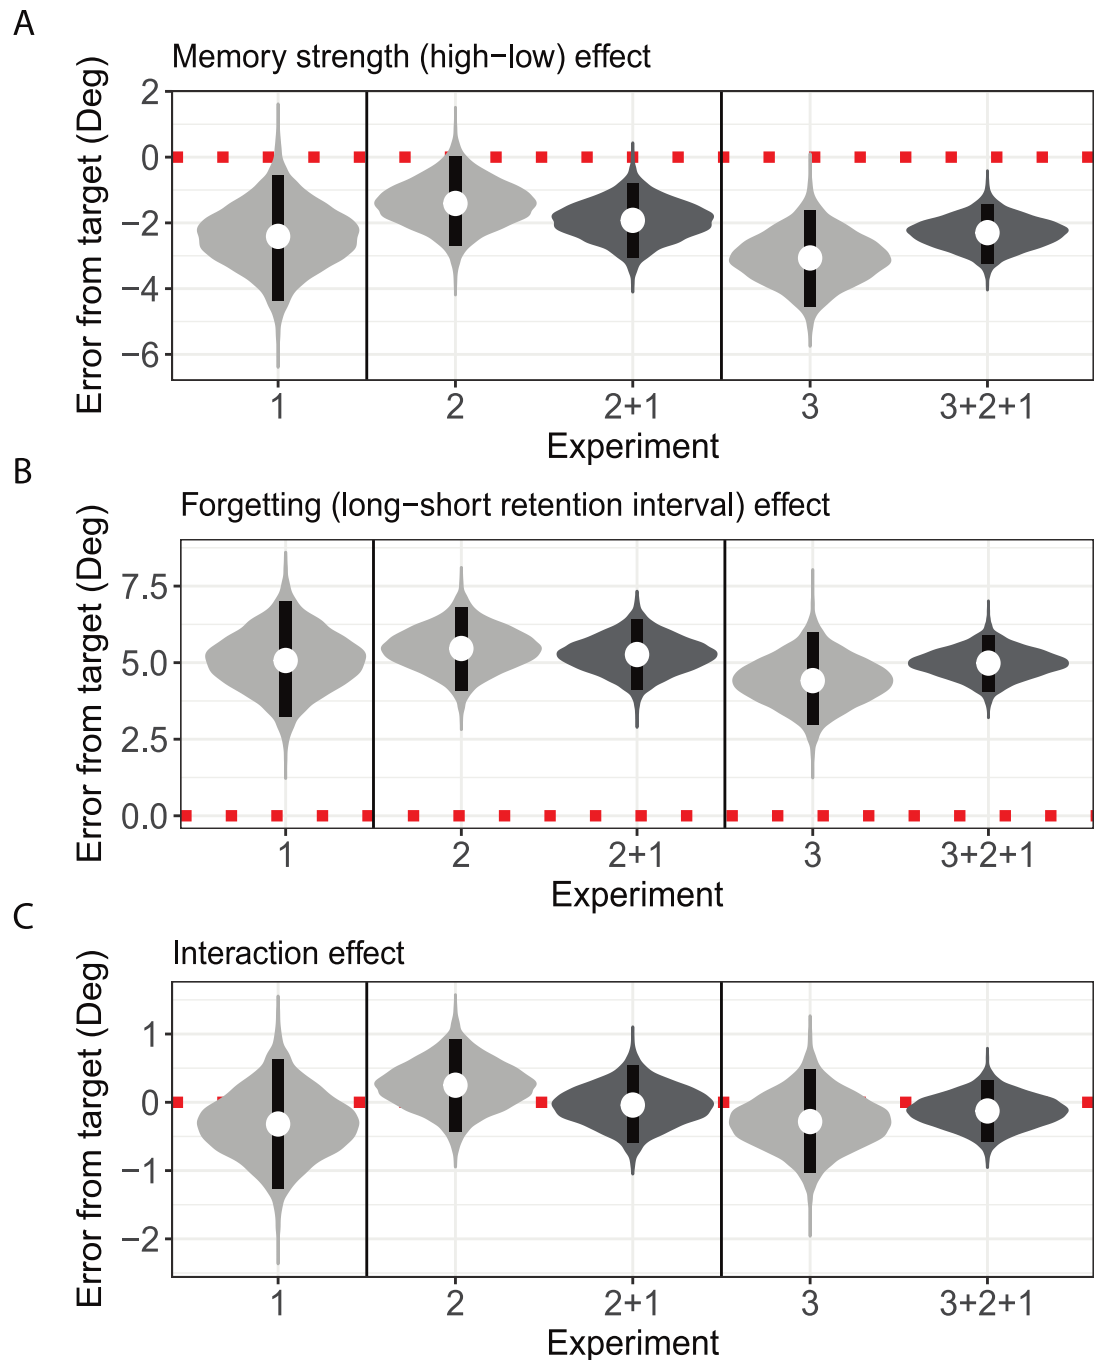 A
Memory strength (high−low) effect
Error from target (Deg)
2
0
−2
−4
−6
1 2 2+1 3 3+2+1
Experiment
B
Forgetting (long−short retention interval) effect
Error from target (Deg)
7.5
5.0
2.5
0.0
1 2 2+1 3 3+2+1
Experiment
C
Interaction effect
Error from target (Deg)
1
0
−1
−2
1 2 2+1 3 3+2+1
Experiment